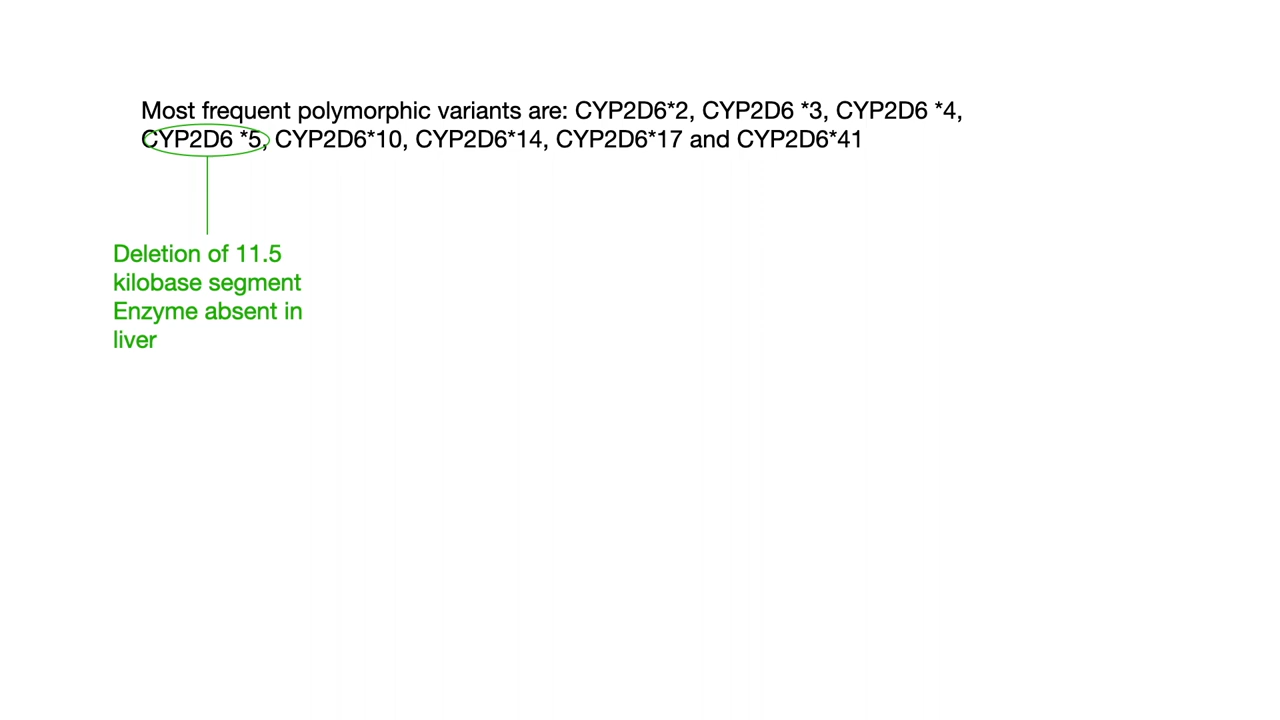 Most frequent polymorphic variants are: CYP2D6*2, CYP2D6 *3, CYP2D6 *4,
CYP2D6 *5, CYP2D6*10, CYP2D6*14, CYP2D6*17 and CYP2D6*41
Deletion of 11.5
kilobase segment
Enzyme absent in
liver